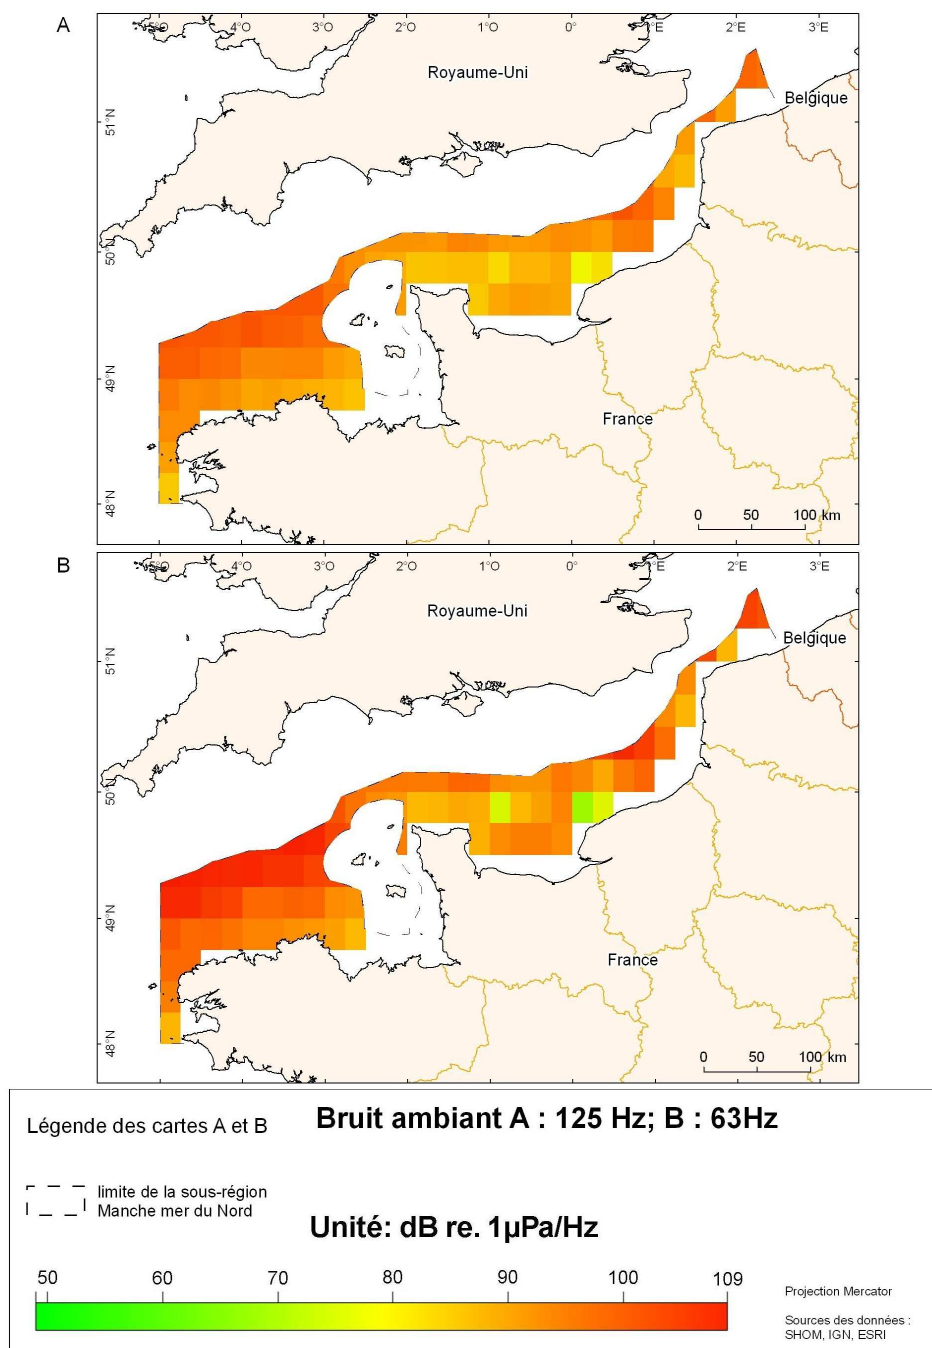 A
5°O 4°O 3°O 2°O 1°O 0° 1°E 2°E 3°E
Royaume-Uni
Belgique
51°N
50°N
49°N
France
48°N
0 50 100 km
B
5°O 4°O 3°O 2°O 1°O 0° 1°E 2°E 3°E
Royaume-Uni
Belgique
51°N
50°N
49°N
France
48°N
0 50 100 km
Légende des cartes A et B
Bruit ambiant A : 125 Hz; B : 63Hz
limite de la sous-région
Manche mer du Nord
Unité: dB re. 1µPa/Hz
50 60 70 80 90 100 109
Projection Mercator
Sources des données :
SHOM, IGN, ESRI